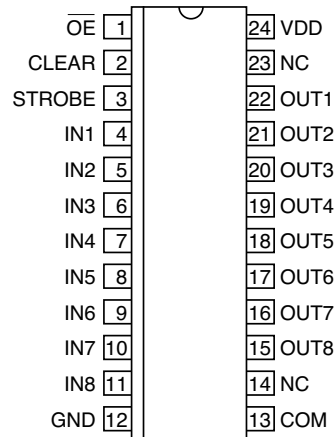 OE 1 24 VDD
CLEAR 2 23 NC
STROBE 3 22 OUT1
IN1 4 21 OUT2
IN2 5 20 OUT3
IN3 6 19 OUT4
IN4 7 18 OUT5
IN5 8 17 OUT6
IN6 9 16 OUT7
IN7 10 15 OUT8
IN8 11 14 NC
GND 12 13 COM